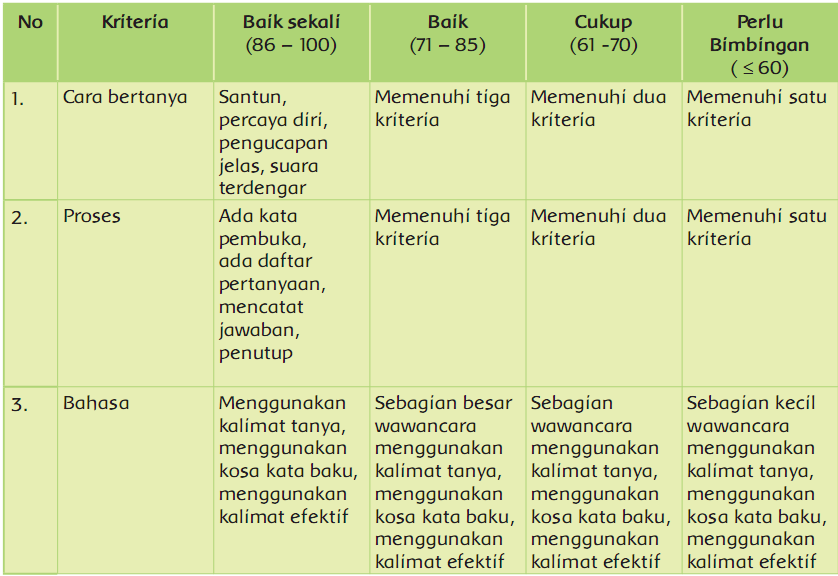 No
Kriteria
Baik sekali
(86 – 100)
Baik
(71 – 85)
Cukup
(61 -70)
Perlu
Bimbingan
( ≤ 60)
1.
Cara bertanya
Santun,
percaya diri,
pengucapan
jelas, suara
terdengar
Memenuhi tiga
kriteria
Memenuhi dua
kriteria
Memenuhi satu
kriteria
2.
Proses
Ada kata
pembuka,
ada daftar
pertanyaan,
mencatat
jawaban,
penutup
Memenuhi tiga
kriteria
Memenuhi dua
kriteria
Memenuhi satu
kriteria
3.
Bahasa
Menggunakan
kalimat tanya,
menggunakan
kosa kata baku,
menggunakan
kalimat efektif
Sebagian besar
wawancara
menggunakan
kalimat tanya,
menggunakan
kosa kata baku,
menggunakan
kalimat efektif
Sebagian
wawancara
menggunakan
kalimat tanya,
menggunakan
kosa kata baku,
menggunakan
kalimat efektif
Sebagian kecil
wawancara
menggunakan
kalimat tanya,
menggunakan
kosa kata baku,
menggunakan
kalimat efektif